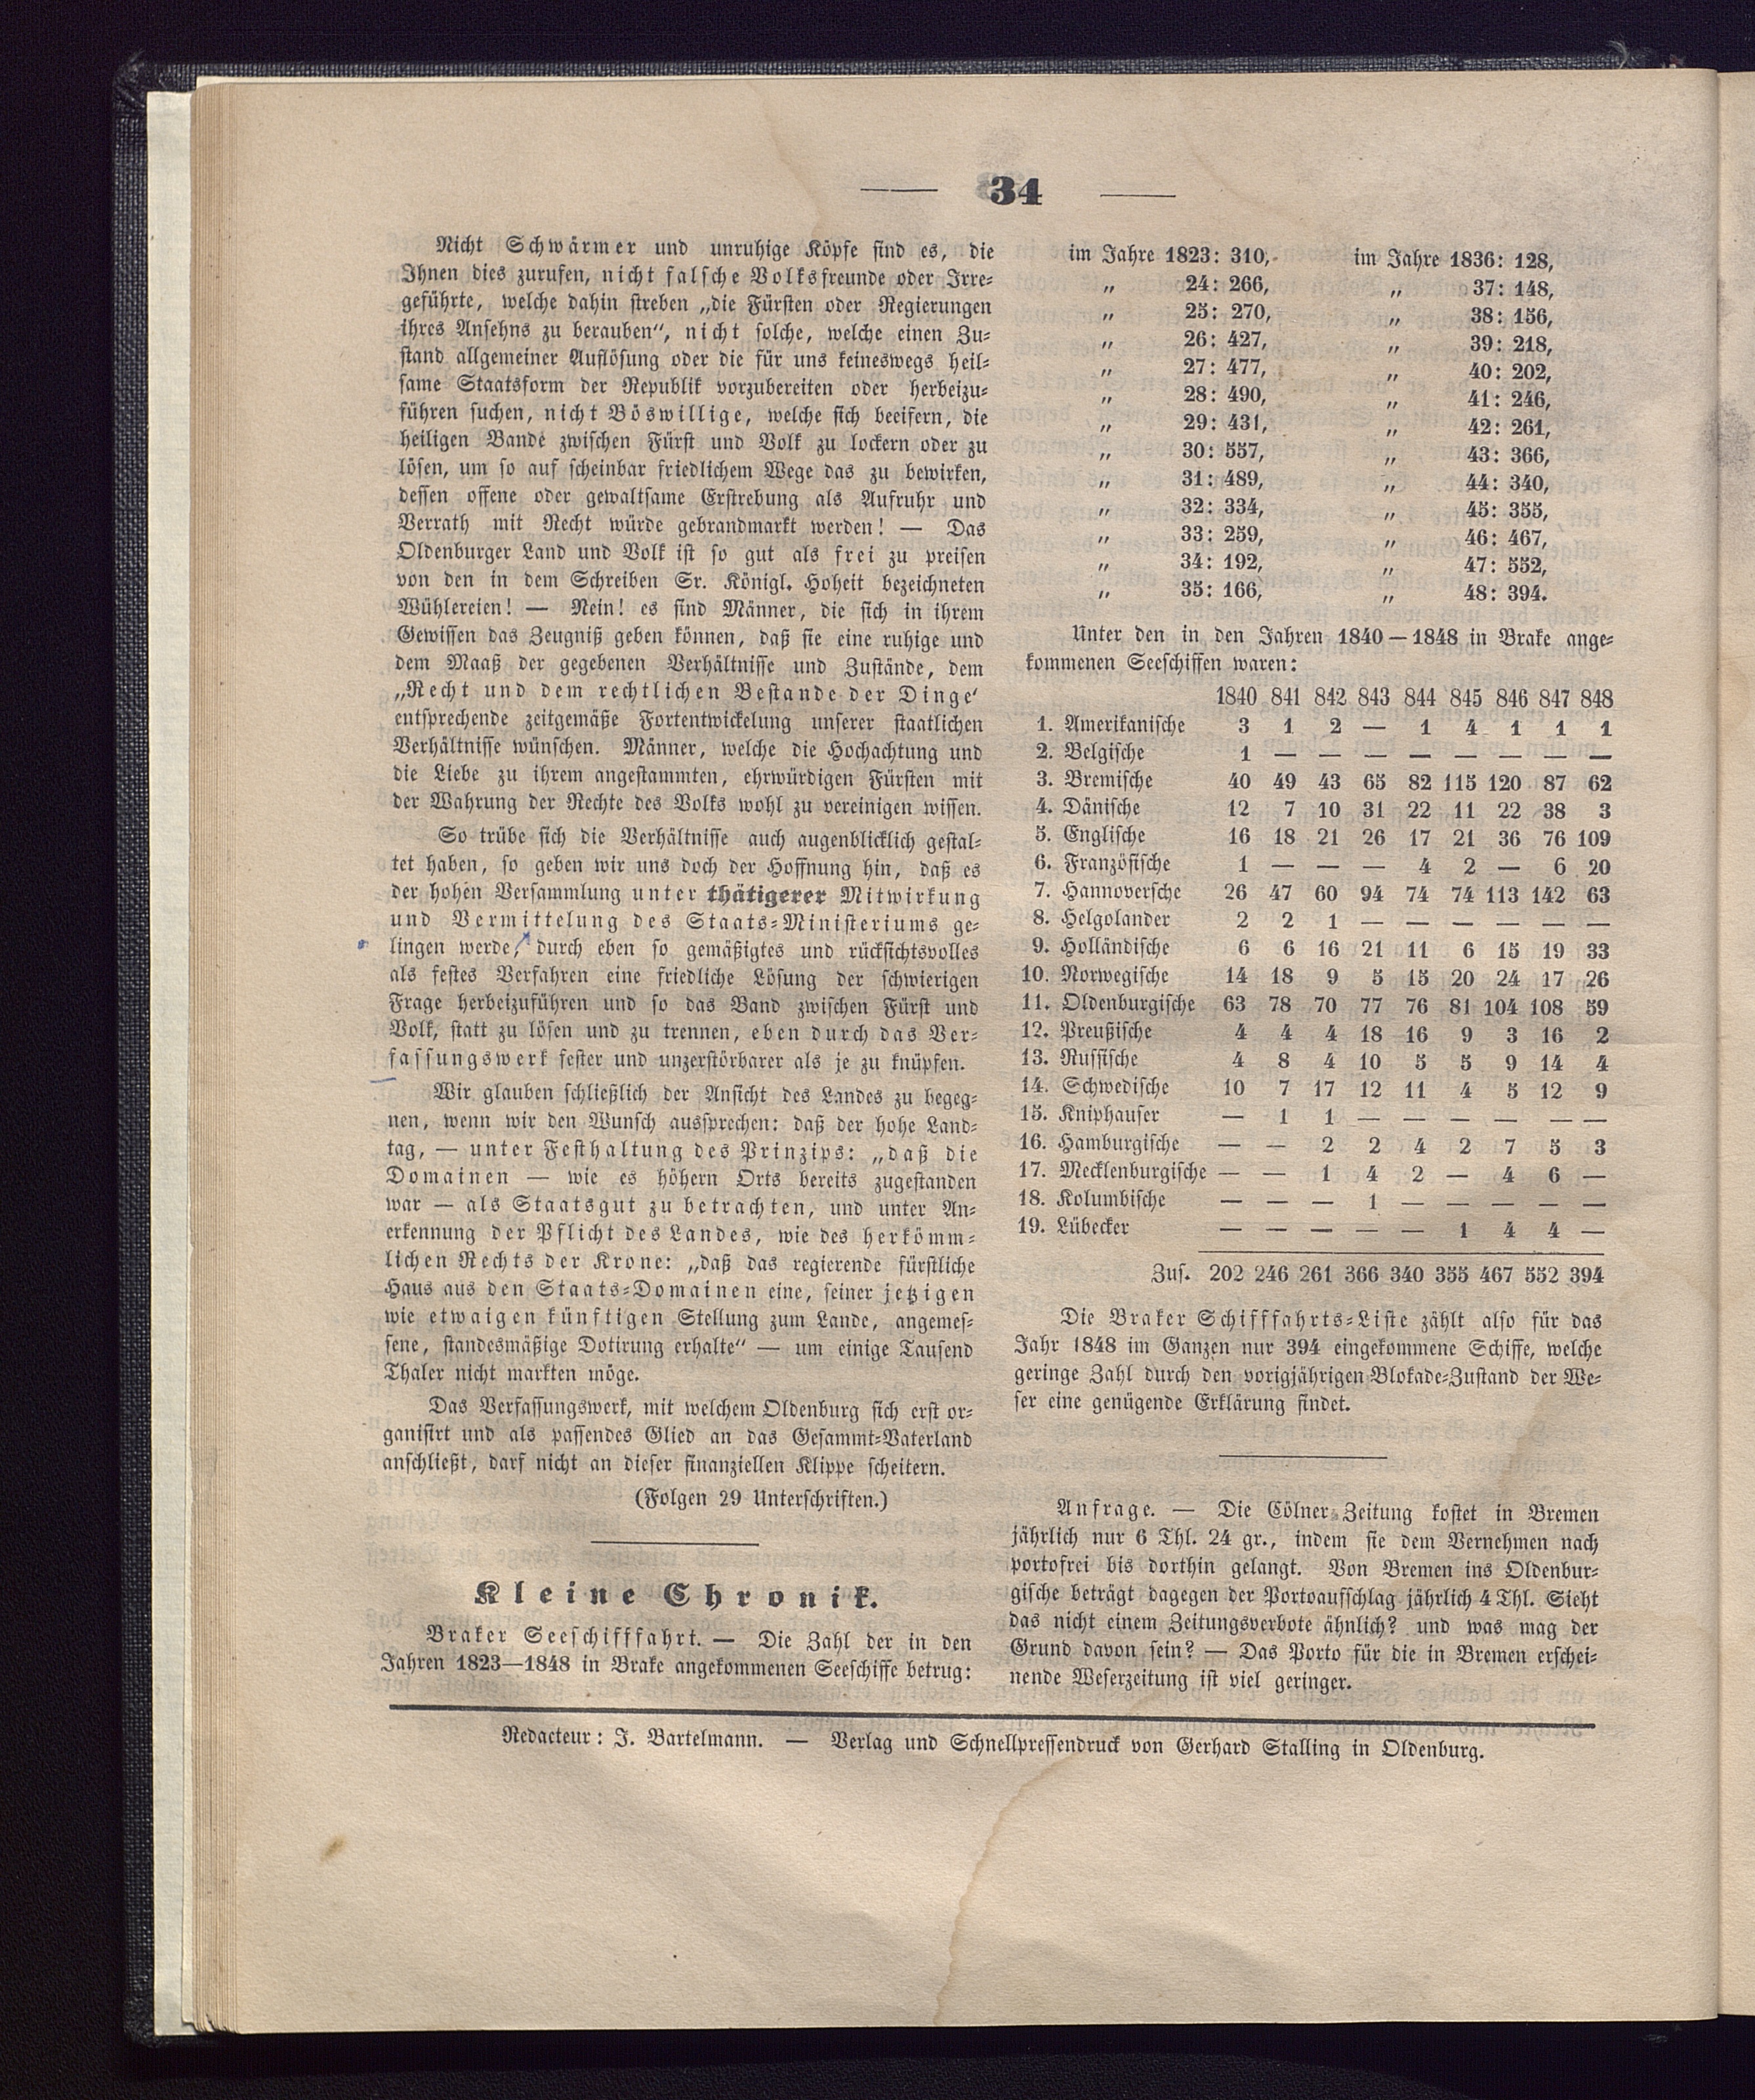 34
Nicht Schwärmer und unruhige Köpfe sind es, die
Ihnen dies zurufen, nicht falsche Volksfreunde oder Irre-
geführte, welche dahin streben „die Fürsten oder Regierungen
ihres Ansehns zu berauben“, nicht solche, welche einen Zu-
stand allgemeiner Auflösung oder die für uns keineswegs heil-
same Staatsform der Republik vorzubereiten oder herbeizu-
führen suchen, nicht Böswillige, welche sich beeifern, die
heiligen Bande zwischen Fürst und Volk zu lockern oder zu
lösen, um so auf scheinbar friedlichem Wege das zu bewirken,
dessen offene oder gewaltsame Erstrebung als Aufruhr und
Verrath mit Recht würde gebrandmarkt werden! — Das
Oldenburger Land und Volk ist so gut als frei zu preisen
von den in dem Schreiben Sr. Königl. Hoheit bezeichneten
Wühlereien! — Nein! es sind Männer, die sich in ihrem
Gewissen das Zeugniß geben können, daß sie eine ruhige und
dem Maaß der gegebenen Verhältnisse und Zustände, dem
„Recht und dem rechtlichen Bestande der Dinge‘
entsprechende zeitgemäße Fortentwickelung unserer staatlichen
Verhältnisse wünschen. Männer, welche die Hochachtung und
die Liebe zu ihrem angestammten, ehrwürdigen Fürsten mit
der Wahrung der Rechte des Volks wohl zu vereinigen wissen.
So trübe sich die Verhältnisse auch augenblicklich gestal-
tet haben, so geben wir uns doch der Hoffnung hin, daß es
der hohen Versammlung unter thätigerer Mitwirkung
und Vermittelung des Staats-Ministeriums ge-
lingen werde, durch eben so gemäßigtes und rücksichtsvolles
als festes Verfahren eine friedliche Lösung der schwierigen
Frage herbeizuführen und so das Band zwischen Fürst und
Volk, statt zu lösen und zu trennen, eben durch das Ver-
fassungswerk fester und unzerstörbarer als je zu knüpfen.
Wir glauben schließlich der Ansicht des Landes zu begeg-
nen, wenn wir den Wunsch aussprechen: daß der hohe Land-
tag, — unter Festhaltung des Prinzips: „daß die
Domainen — wie es höhern Orts bereits zugestanden
war — als Staatsgut zu betrachten, und unter An-
erkennung der Pflicht des Landes, wie des herkömm-
lichen Rechts der Krone: „daß das regierende fürstliche
Haus aus den Staats-Domainen eine, seiner jetzigen
wie etwaigen künftigen Stellung zum Lande, angemes-
sene, standesmäßige Dotirung erhalte“ — um einige Tausend
Thaler nicht markten möge.
Das Verfassungswerk, mit welchem Oldenburg sich erst or-
ganisirt und als passendes Glied an das Gesammt-Vaterland
anschließt, darf nicht an dieser finanziellen Klippe scheitern.
(Folgen 29 Unterschriften.)
Kleine Chronik.
Braker Seeschifffahrt. — Die Zahl der in den
Jahren 1823—1848 in Brake angekommenen Seeschiffe betrug:
im Jahre 1823: 310, im Jahre 1836: 128,
„ 24: 266, „ 37: 148,
„ 25: 270, „ 38: 156,
„ 26: 427, „ 39: 218,
„ 27: 477, „ 40: 202,
„ 28: 490, „ 41: 246,
„ 29: 431, „ 42: 261,
„ 30: 557, „ 43: 366,
„ 31: 489, „ 44: 340,
„ 32: 334, „ 45: 355,
„ 33: 259, „ 46: 467,
„ 34: 192, „ 47: 552,
„ 35: 166, „ 48: 394.
Unter den in den Jahren 1840—1848 in Brake ange-
kommenen Seeschiffen waren:
1840 841 842 843 844 845 846 847 848
1. Amerikanische 3 1 2 — 1 4 1 1 1
2. Belgische 1 — — — — — — — —
3. Bremische 40 49 43 65 82 115 120 87 62
4. Dänische 12 7 10 31 22 11 22 38 3
5. Englische 16 18 21 26 17 21 36 76 109
6. Französische 1 — — — 4 2 — 6 20
7. Hannoversche 26 47 60 94 74 74 113 142 63
8. Helgolander 2 2 1 — — — — — —
9. Holländische 6 6 16 21 11 6 15 19 33
10. Norwegische 14 18 9 5 15 20 24 17 26
11. Oldenburgische 63 78 70 77 76 81 104 108 59
12. Preußische 4 4 4 18 16 9 3 16 2
13. Russische 4 8 4 10 5 5 9 14 4
14. Schwedische 10 7 17 12 11 4 5 12 9
15. Kniphauser — 1 1 — — — — — —
16. Hamburgische — — 2 2 4 2 7 5 3
17. Mecklenburgische — — 1 4 2 — 4 6 —
18. Kolumbische — — — 1 — — — — —
19. Lübecker — — — — — 1 4 4 —
Zus. 202 246 261 366 340 355 467 552 394
Die Braker Schifffahrts-Liste zählt also für das
Jahr 1848 im Ganzen nur 394 eingekommene Schiffe, welche
geringe Zahl durch den vorigjährigen Blokade-Zustand der We-
ser eine genügende Erklärung findet.
Anfrage. — Die Cölner-Zeitung kostet in Bremen
jährlich nur 6 Thl. 24 gr., indem sie dem Vernehmen nach
portofrei bis dorthin gelangt. Von Bremen ins Oldenbur-
gische beträgt dagegen der Portoaufschlag jährlich 4 Thl. Sieht
das nicht einem Zeitungsverbote ähnlich? und was mag der
Grund davon sein? — Das Porto für die in Bremen erschei-
nende Weserzeitung ist viel geringer.
Redacteur: J. Bartelmann. — Verlag und Schnellpressendruck von Gerhard Stalling in Oldenburg.